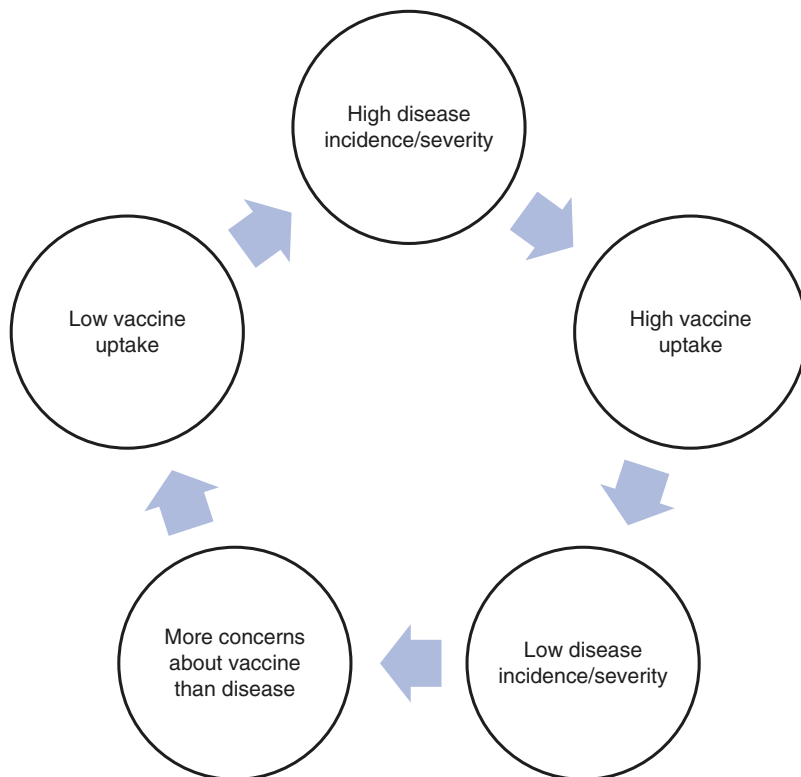 High disease
incidence/severity
High vaccine
uptake
Low disease
incidence/severity
More concerns
about vaccine
than disease
Low vaccine
uptake